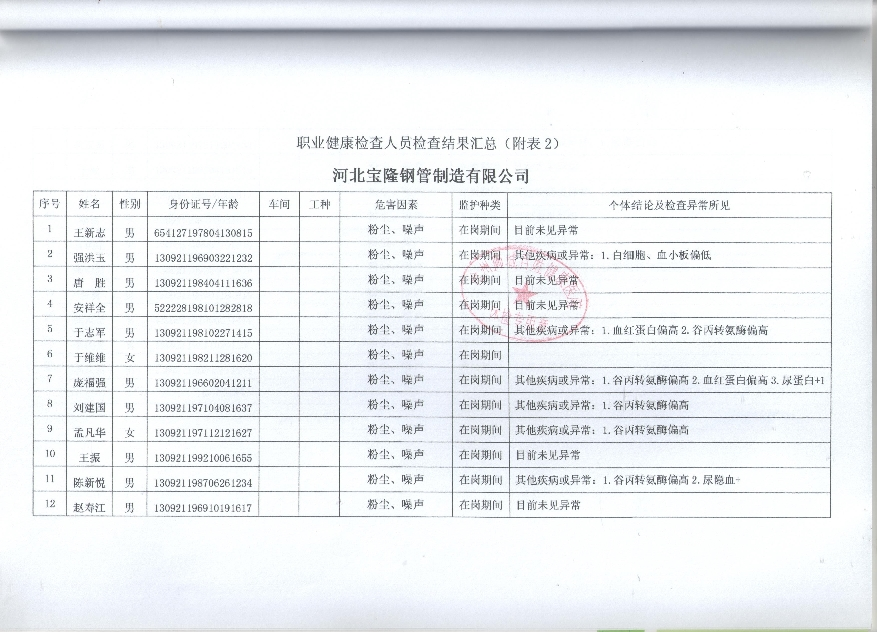 职业健康检查人员检查结果汇总（附表2）
河北宝隆钢管制造有限公司
序号 姓名 性别 身份证号/年龄 车间 工种 危害因素 监护种类 个体结论及检查异常所见
1 王新志 男 654127197804130815 粉尘、噪声 在岗期间 目前未见异常
2 强洪玉 男 130921196903221232 粉尘、噪声 在岗期间 其他疾病或异常：1.白细胞、血小板偏低
3 唐 胜 男 130921198404111636 粉尘、噪声 在岗期间 目前未见异常
4 安祥全 男 522228198101282818 粉尘、噪声 在岗期间 目前未见异常
5 于志军 男 130921198102271415 粉尘、噪声 在岗期间 其他疾病或异常：1.血红蛋白偏高2.谷丙转氨酶偏高
6 于维维 女 130921198211281620 粉尘、噪声 在岗期间
7 庞福强 男 130921196602041211 粉尘、噪声 在岗期间 其他疾病或异常：1.谷丙转氨酶偏高2.血红蛋白偏高3.尿蛋白+1
8 刘建国 男 130921197104081637 粉尘、噪声 在岗期间 其他疾病或异常：1.谷丙转氨酶偏高
9 孟凡华 女 130921197112121627 粉尘、噪声 在岗期间 其他疾病或异常：1.谷丙转氨酶偏高
10 王振 男 130921199210061655 粉尘、噪声 在岗期间 目前未见异常
11 陈新悦 男 130921198706261234 粉尘、噪声 在岗期间 其他疾病或异常：1.谷丙转氨酶偏高2.尿隐血+
12 赵寿江 男 130921196910191617 粉尘、噪声 在岗期间 目前未见异常